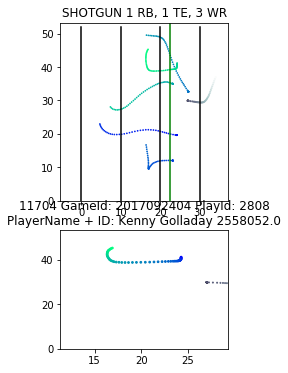 SHOTGUN 1 RB, 1 TE, 3 WR
50
40
30
20
10
0
0 10 20 30
11704 GameId: 2017092404 PlayId: 2808
PlayerName + ID: Kenny Golladay 2558052.0
40
20
0
15 20 25